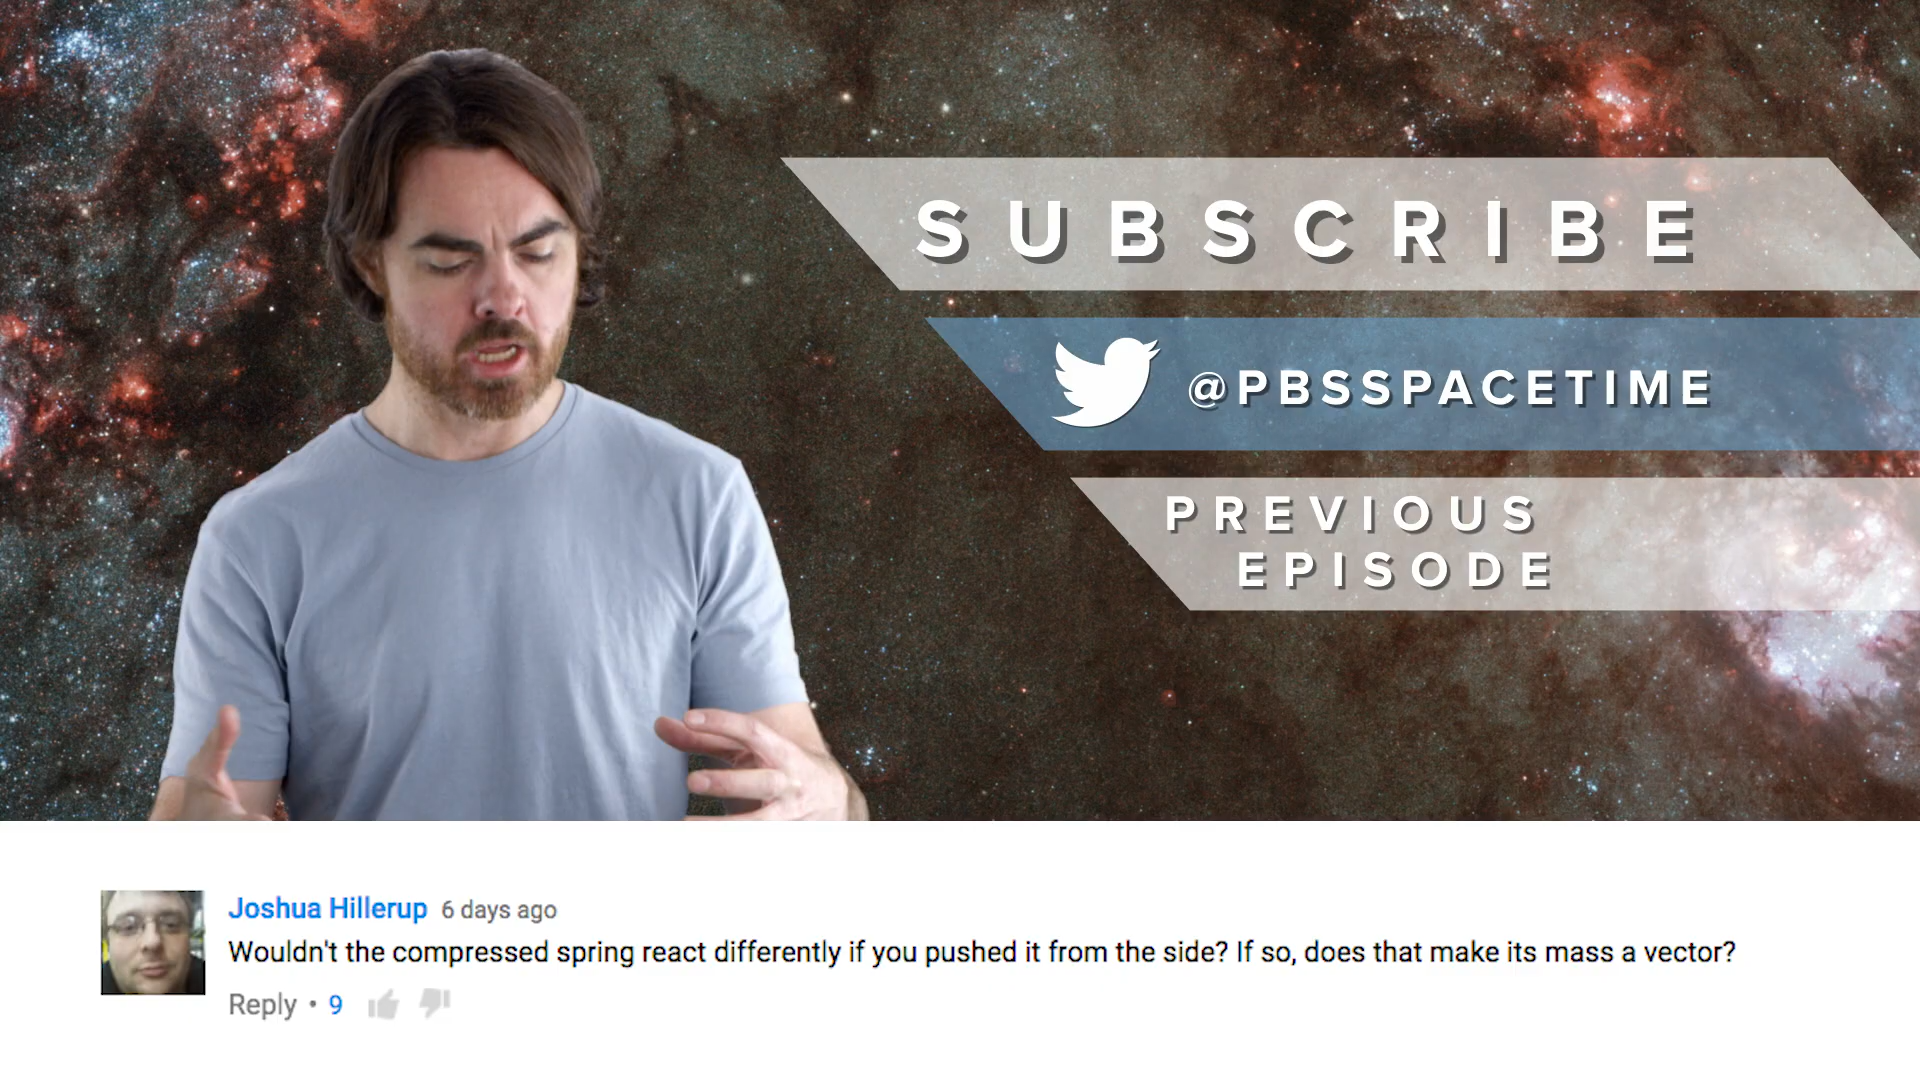 SUBSCRIBE
@PBSSPACETIME
PREVIOUS
EPISODE
Joshua Hillerup 6 days ago
Wouldn't the compressed spring react differently if you pushed it from the side? If so, does that make its mass a vector?
Reply • 9